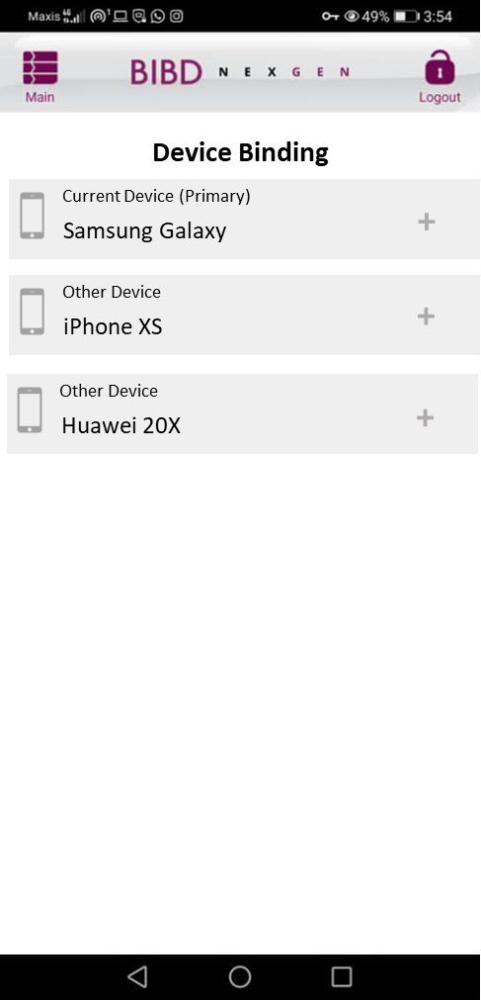 Maxis 4G 49% 3:54
BIBD NEXGEN
Main
Logout
Device Binding
Current Device (Primary)
Samsung Galaxy
Other Device
iPhone XS
Other Device
Huawei 20X